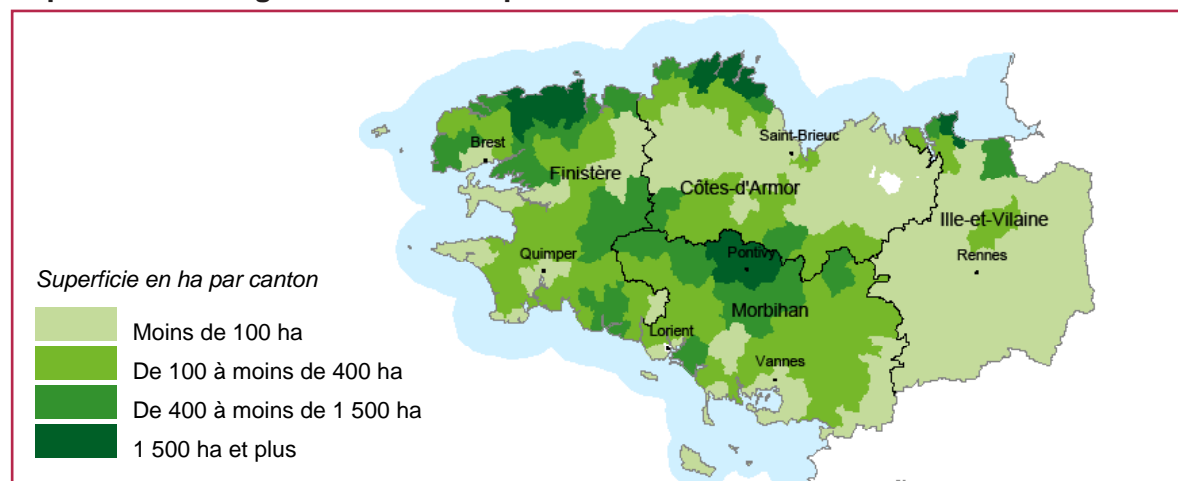 Saint-Brieuc
Brest
Finistère
Côtes-d'Armor
Ille-et-Vilaine
Quimper
Pontivy
Rennes
Superficie en ha par canton
Morbihan
Moins de 100 ha
Lorient
Vannes
De 100 à moins de 400 ha
De 400 à moins de 1 500 ha
1 500 ha et plus